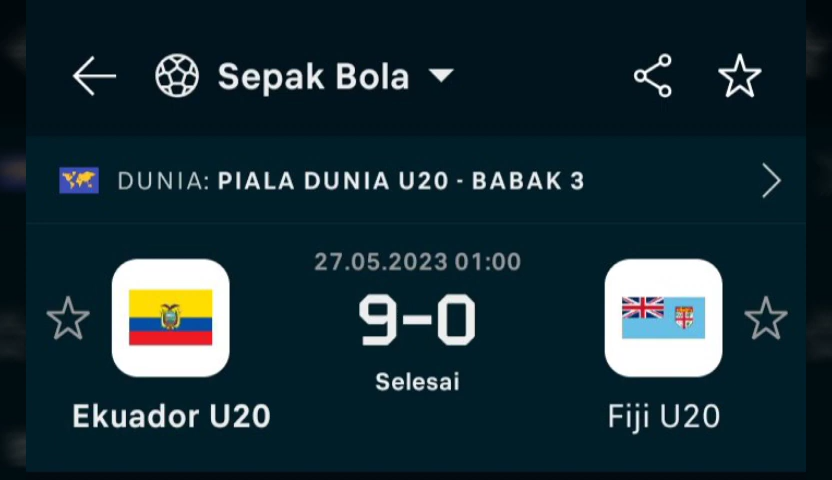 Sepak Bola
DUNIA: PIALA DUNIA U20 - BABAK 3
27.05.2023 01:00
9-0
Selesai
Ekuador U20
Fiji U20